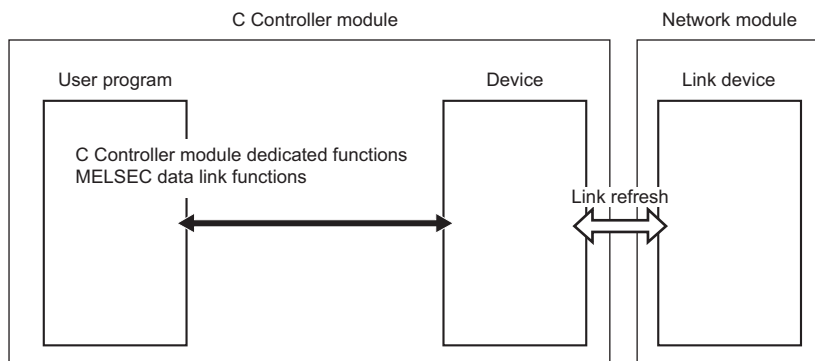 C Controller module
Network module
User program
Device
Link device
C Controller module dedicated functions
MELSEC data link functions
Link refresh